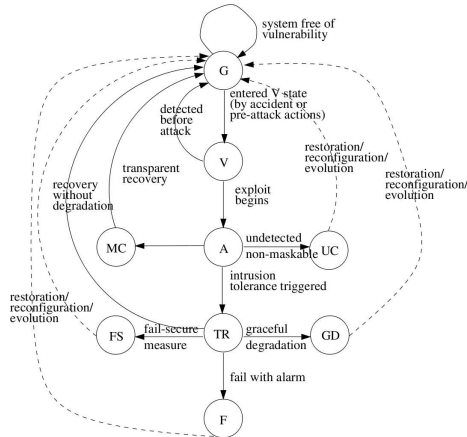 system free of
vulnerability
G
entered V state
(by accident or
pre-attack actions)
detected
before
attack
V
restoration/
reconfiguration/
evolution
restoration/
reconfiguration/
evolution
transparent
recovery
recovery
without
degradation
exploit
begins
MC
A
undetected
non-maskable
UC
intrusion
tolerance triggered
restoration/
reconfiguration/
evolution
FS
fail-secure
measure
TR
graceful
degradation
GD
fail with alarm
F